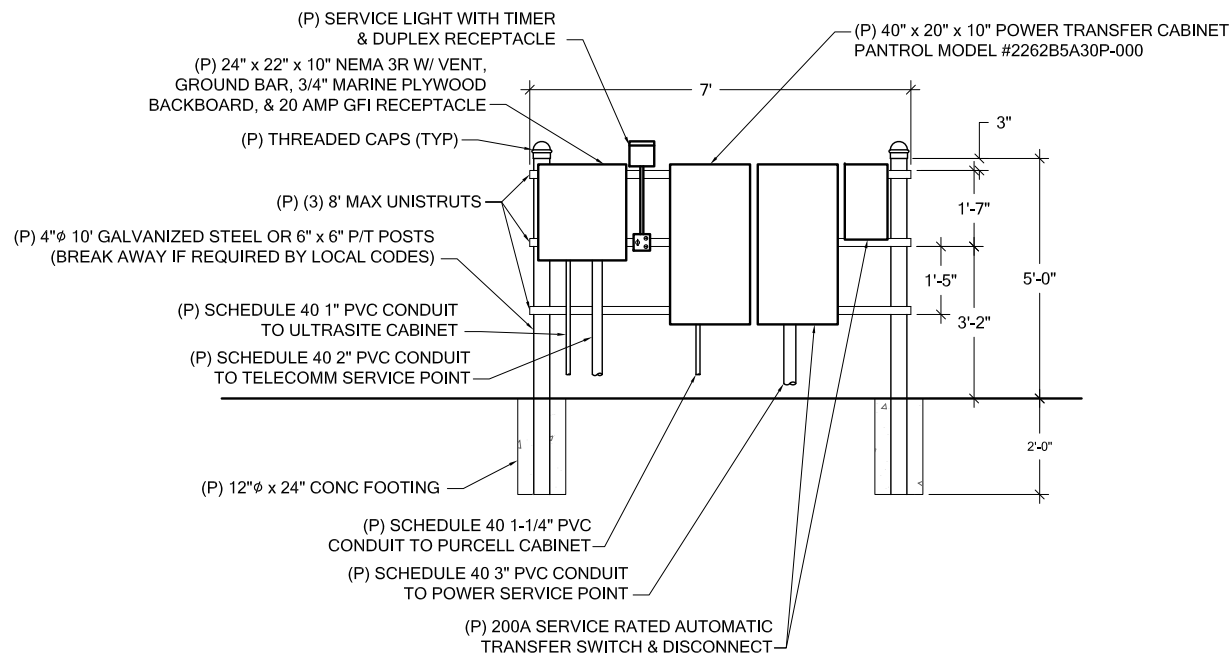 (P) SERVICE LIGHT WITH TIMER
& DUPLEX RECEPTACLE
(P) 40" x 20" x 10" POWER TRANSFER CABINET
PANTROL MODEL #2262B5A30P-000
(P) 24" x 22" x 10" NEMA 3R W/ VENT,
GROUND BAR, 3/4" MARINE PLYWOOD
BACKBOARD, & 20 AMP GFI RECEPTACLE
7'
3"
(P) THREADED CAPS (TYP)
(P) (3) 8' MAX UNISTRUTS
1'-7"
(P) 4"ϕ 10' GALVANIZED STEEL OR 6" x 6" P/T POSTS
(BREAK AWAY IF REQUIRED BY LOCAL CODES)
1'-5"
5'-0"
3'-2"
(P) SCHEDULE 40 1" PVC CONDUIT
TO ULTRASITE CABINET
(P) SCHEDULE 40 2" PVC CONDUIT
TO TELECOMM SERVICE POINT
2'-0"
(P) 12"ϕ x 24" CONC FOOTING
(P) SCHEDULE 40 1-1/4" PVC
CONDUIT TO PURCELL CABINET
(P) SCHEDULE 40 3" PVC CONDUIT
TO POWER SERVICE POINT
(P) 200A SERVICE RATED AUTOMATIC
TRANSFER SWITCH & DISCONNECT